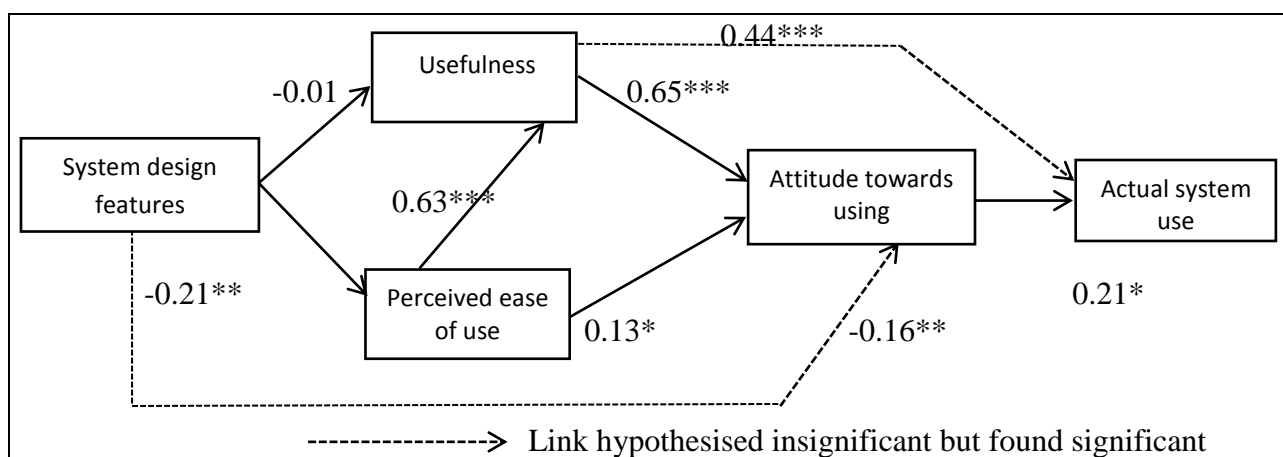 0.44***
Usefulness
-0.01
0.65***
System design
features
Attitude towards
using
Actual system
use
0.63***
-0.21**
Perceived ease
of use
0.13*
-0.16**
0.21*
Link hypothesised insignificant but found significant